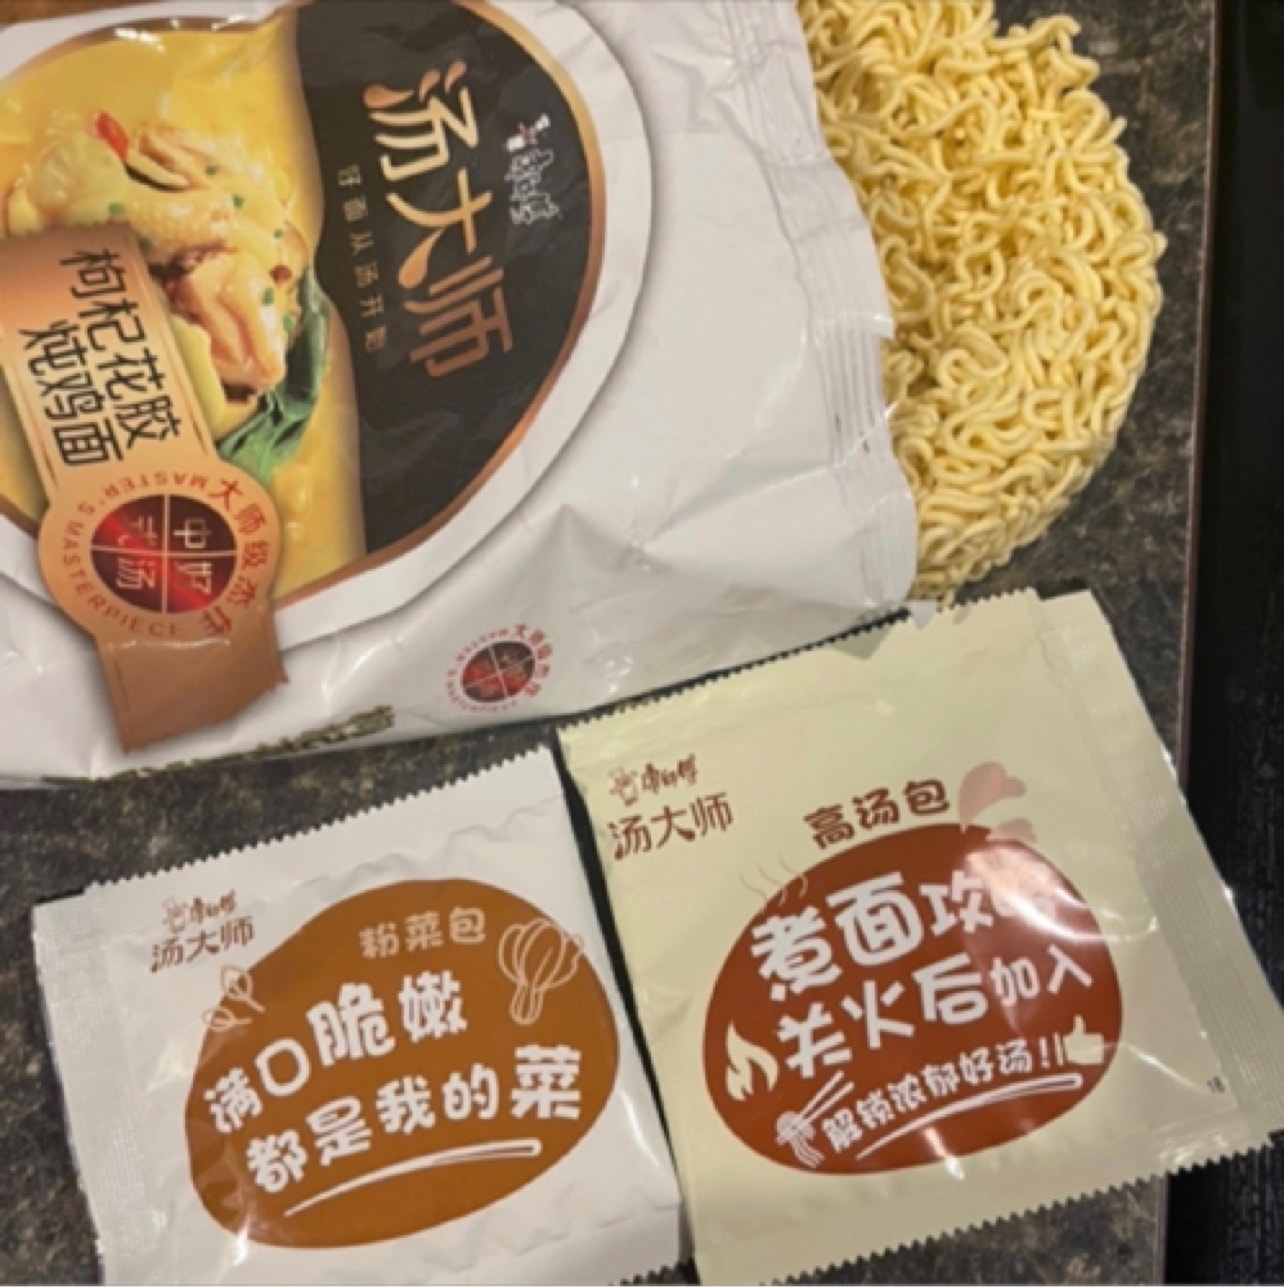 康师傅
汤大师
好面从汤开始
枸杞花胶
炖鸡面
大师级杰作
MASTER'S MASTERPIECE
中式
炉汤
康师傅
汤大师
粉菜包
满口脆嫩
都是我的菜
康师傅
汤大师
高汤包
煮面攻
关火后加入
解锁浓郁好汤!!